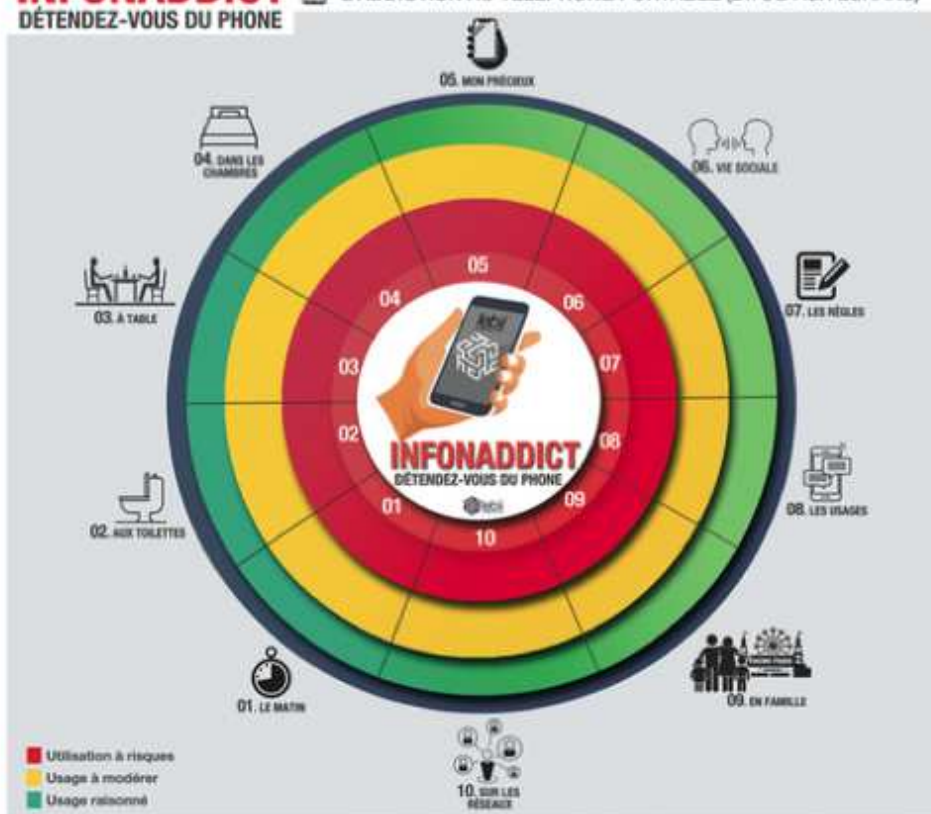 INFONADDICT
DÉTENDEZ-VOUS DU PHONE
05. MON PRÉCIEUX
04. DANS LES
CHAMBRES
06. VIE SOCIALE
03. À TABLE
07. LES RÈGLES
05
04
06
03
07
02
08
INFONADDICT
DÉTENDEZ-VOUS DU PHONE
01
09
10
02. AUX TOILETTES
08. LES USAGES
01. LE MATIN
09. EN FAMILLE
10. SUR LES
RÉSEAUX
Utilisation à risques
Usage à modérer
Usage raisonné